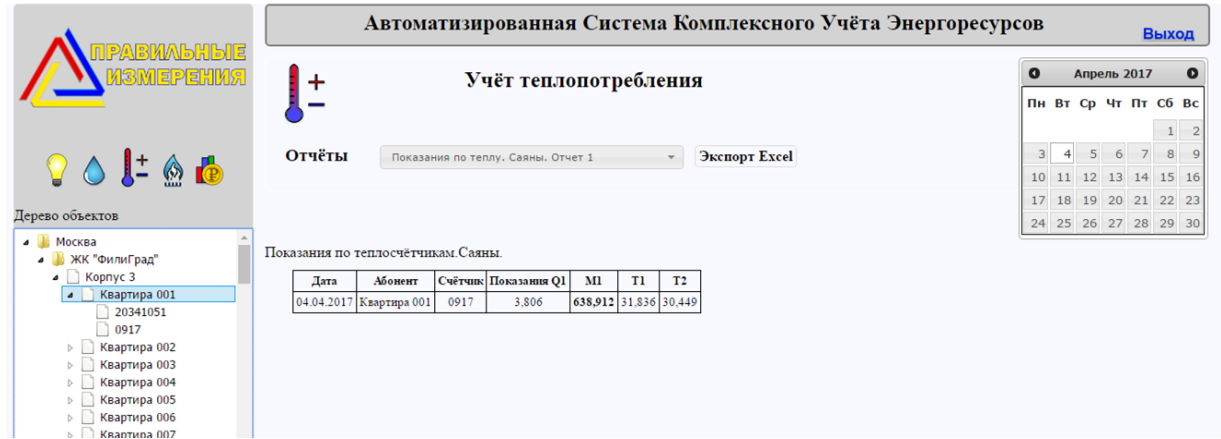 ПРАВИЛЬНЫЕ
ИЗМЕРЕНИЯ
Автоматизированная Система Комплексного Учёта Энергоресурсов
Выход
Учёт теплопотребления
Отчёты
Показания по теплу. Саяны. Отчет 1
Экспорт Excel
Апрель 2017
Пн Вт Ср Чт Пт Сб Вс
1 2
3 4 5 6 7 8 9
10 11 12 13 14 15 16
17 18 19 20 21 22 23
24 25 26 27 28 29 30
Дерево объектов
Москва
ЖК "ФилиГрад"
Корпус 3
Квартира 001
20341051
0917
Квартира 002
Квартира 003
Квартира 004
Квартира 005
Квартира 006
Квартира 007
Показания по теплосчётчикам.Саяны.
Дата Абонент Счётчик Показания Q1 М1 Т1 Т2
04.04.2017 Квартира 001 0917 3,806 638,912 31,836 30,449